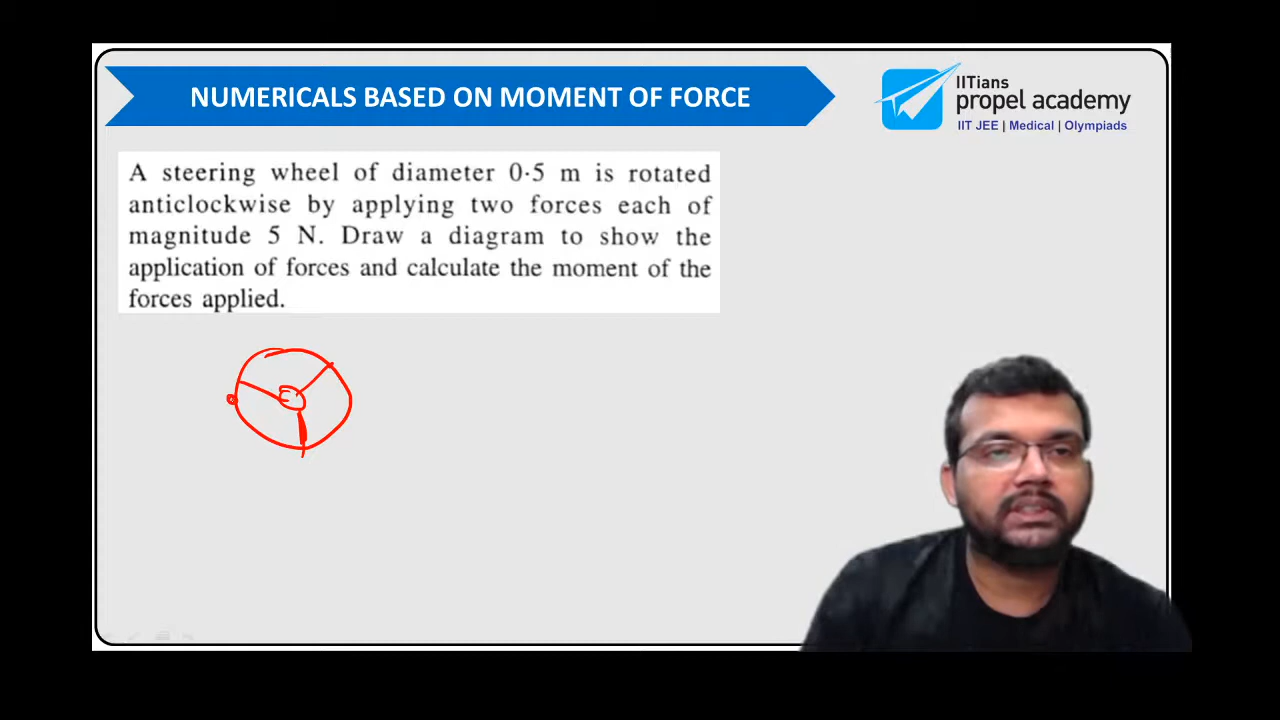 NUMERICALS BASED ON MOMENT OF FORCE
IITians
propel academy
IIT JEE | Medical | Olympiads
A steering wheel of diameter 0·5 m is rotated
anticlockwise by applying two forces each of
magnitude 5 N. Draw a diagram to show the
application of forces and calculate the moment of the
forces applied.